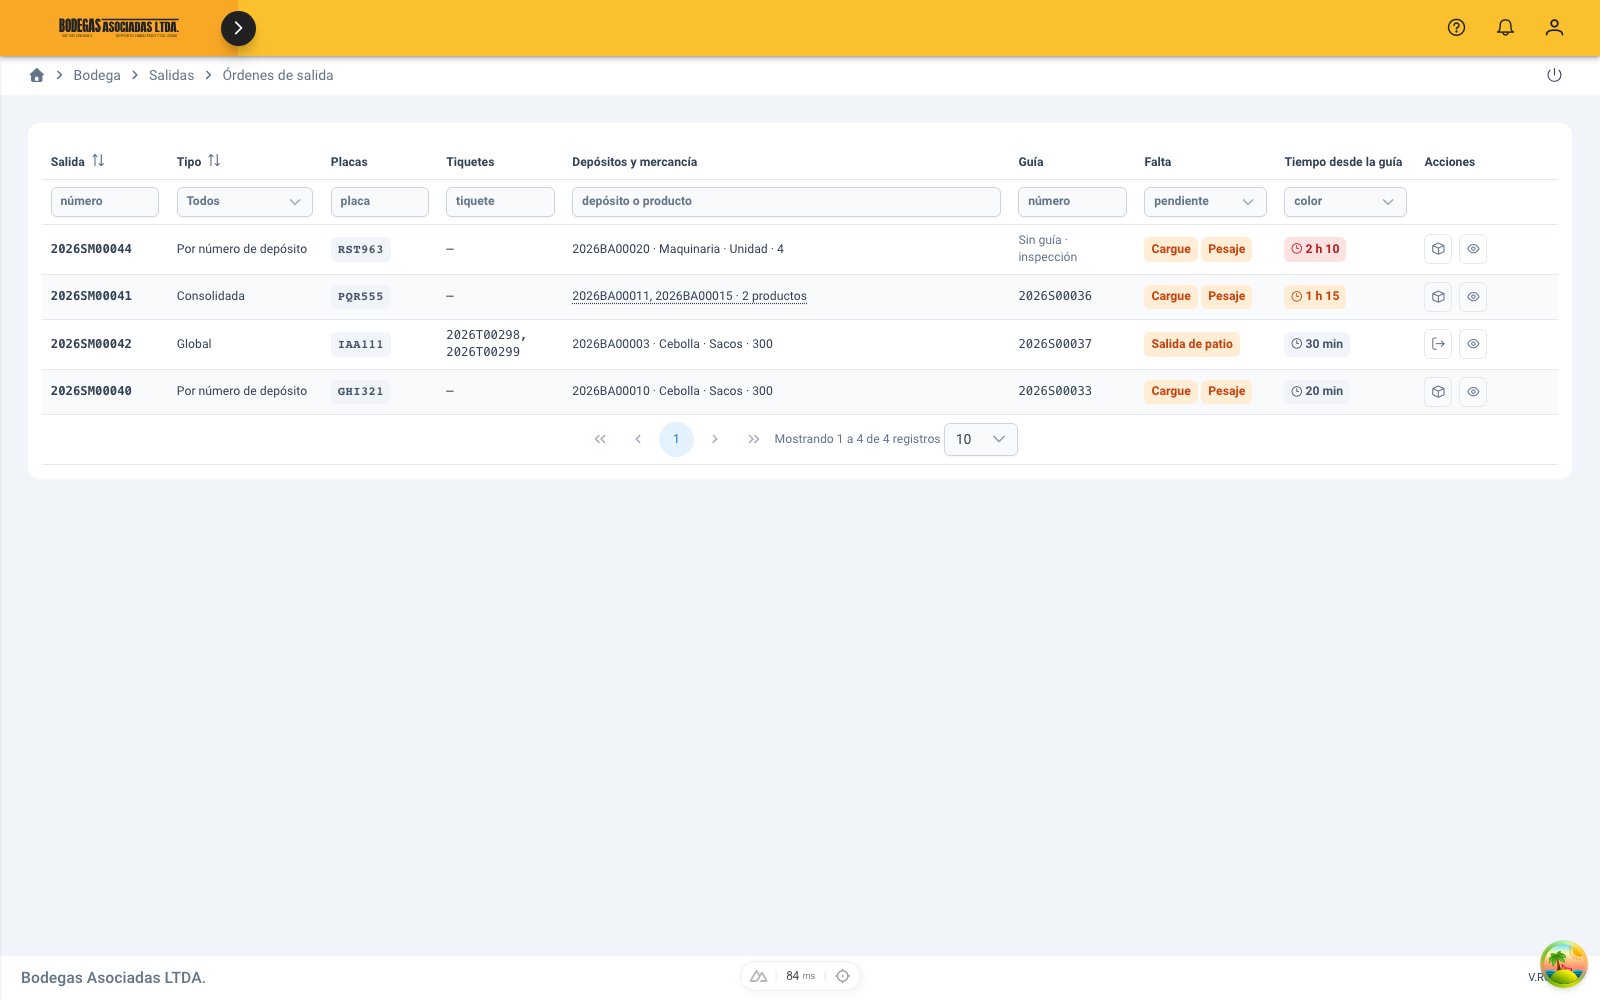 BODEGAS ASOCIADAS LTDA.
Bodega
Salidas
Órdenes de salida
Salida Tipo Placas Tiquetes Depósitos y mercancía Guía Falta Tiempo desde la guía Acciones
número Todos placa tiquete depósito o producto número pendiente color
2026SM00044 Por número de depósito RST963 – 2026BA00020 · Maquinaria · Unidad · 4 Sin guía · Cargue Pesaje 2 h 10
inspección
2026SM00041 Consolidada PQR555 – 2026BA00011, 2026BA00015 · 2 productos 2026S00036 Cargue Pesaje 1 h 15
2026SM00042 Global IAA111 2026T00298, 2026BA00003 · Cebolla · Sacos · 300 2026S00037 Salida de patio 30 min
2026T00299
2026SM00040 Por número de depósito GHI321 – 2026BA00010 · Cebolla · Sacos · 300 2026S00033 Cargue Pesaje 20 min
1 Mostrando 1 a 4 de 4 registros 10
Bodegas Asociadas LTDA.
84 ms